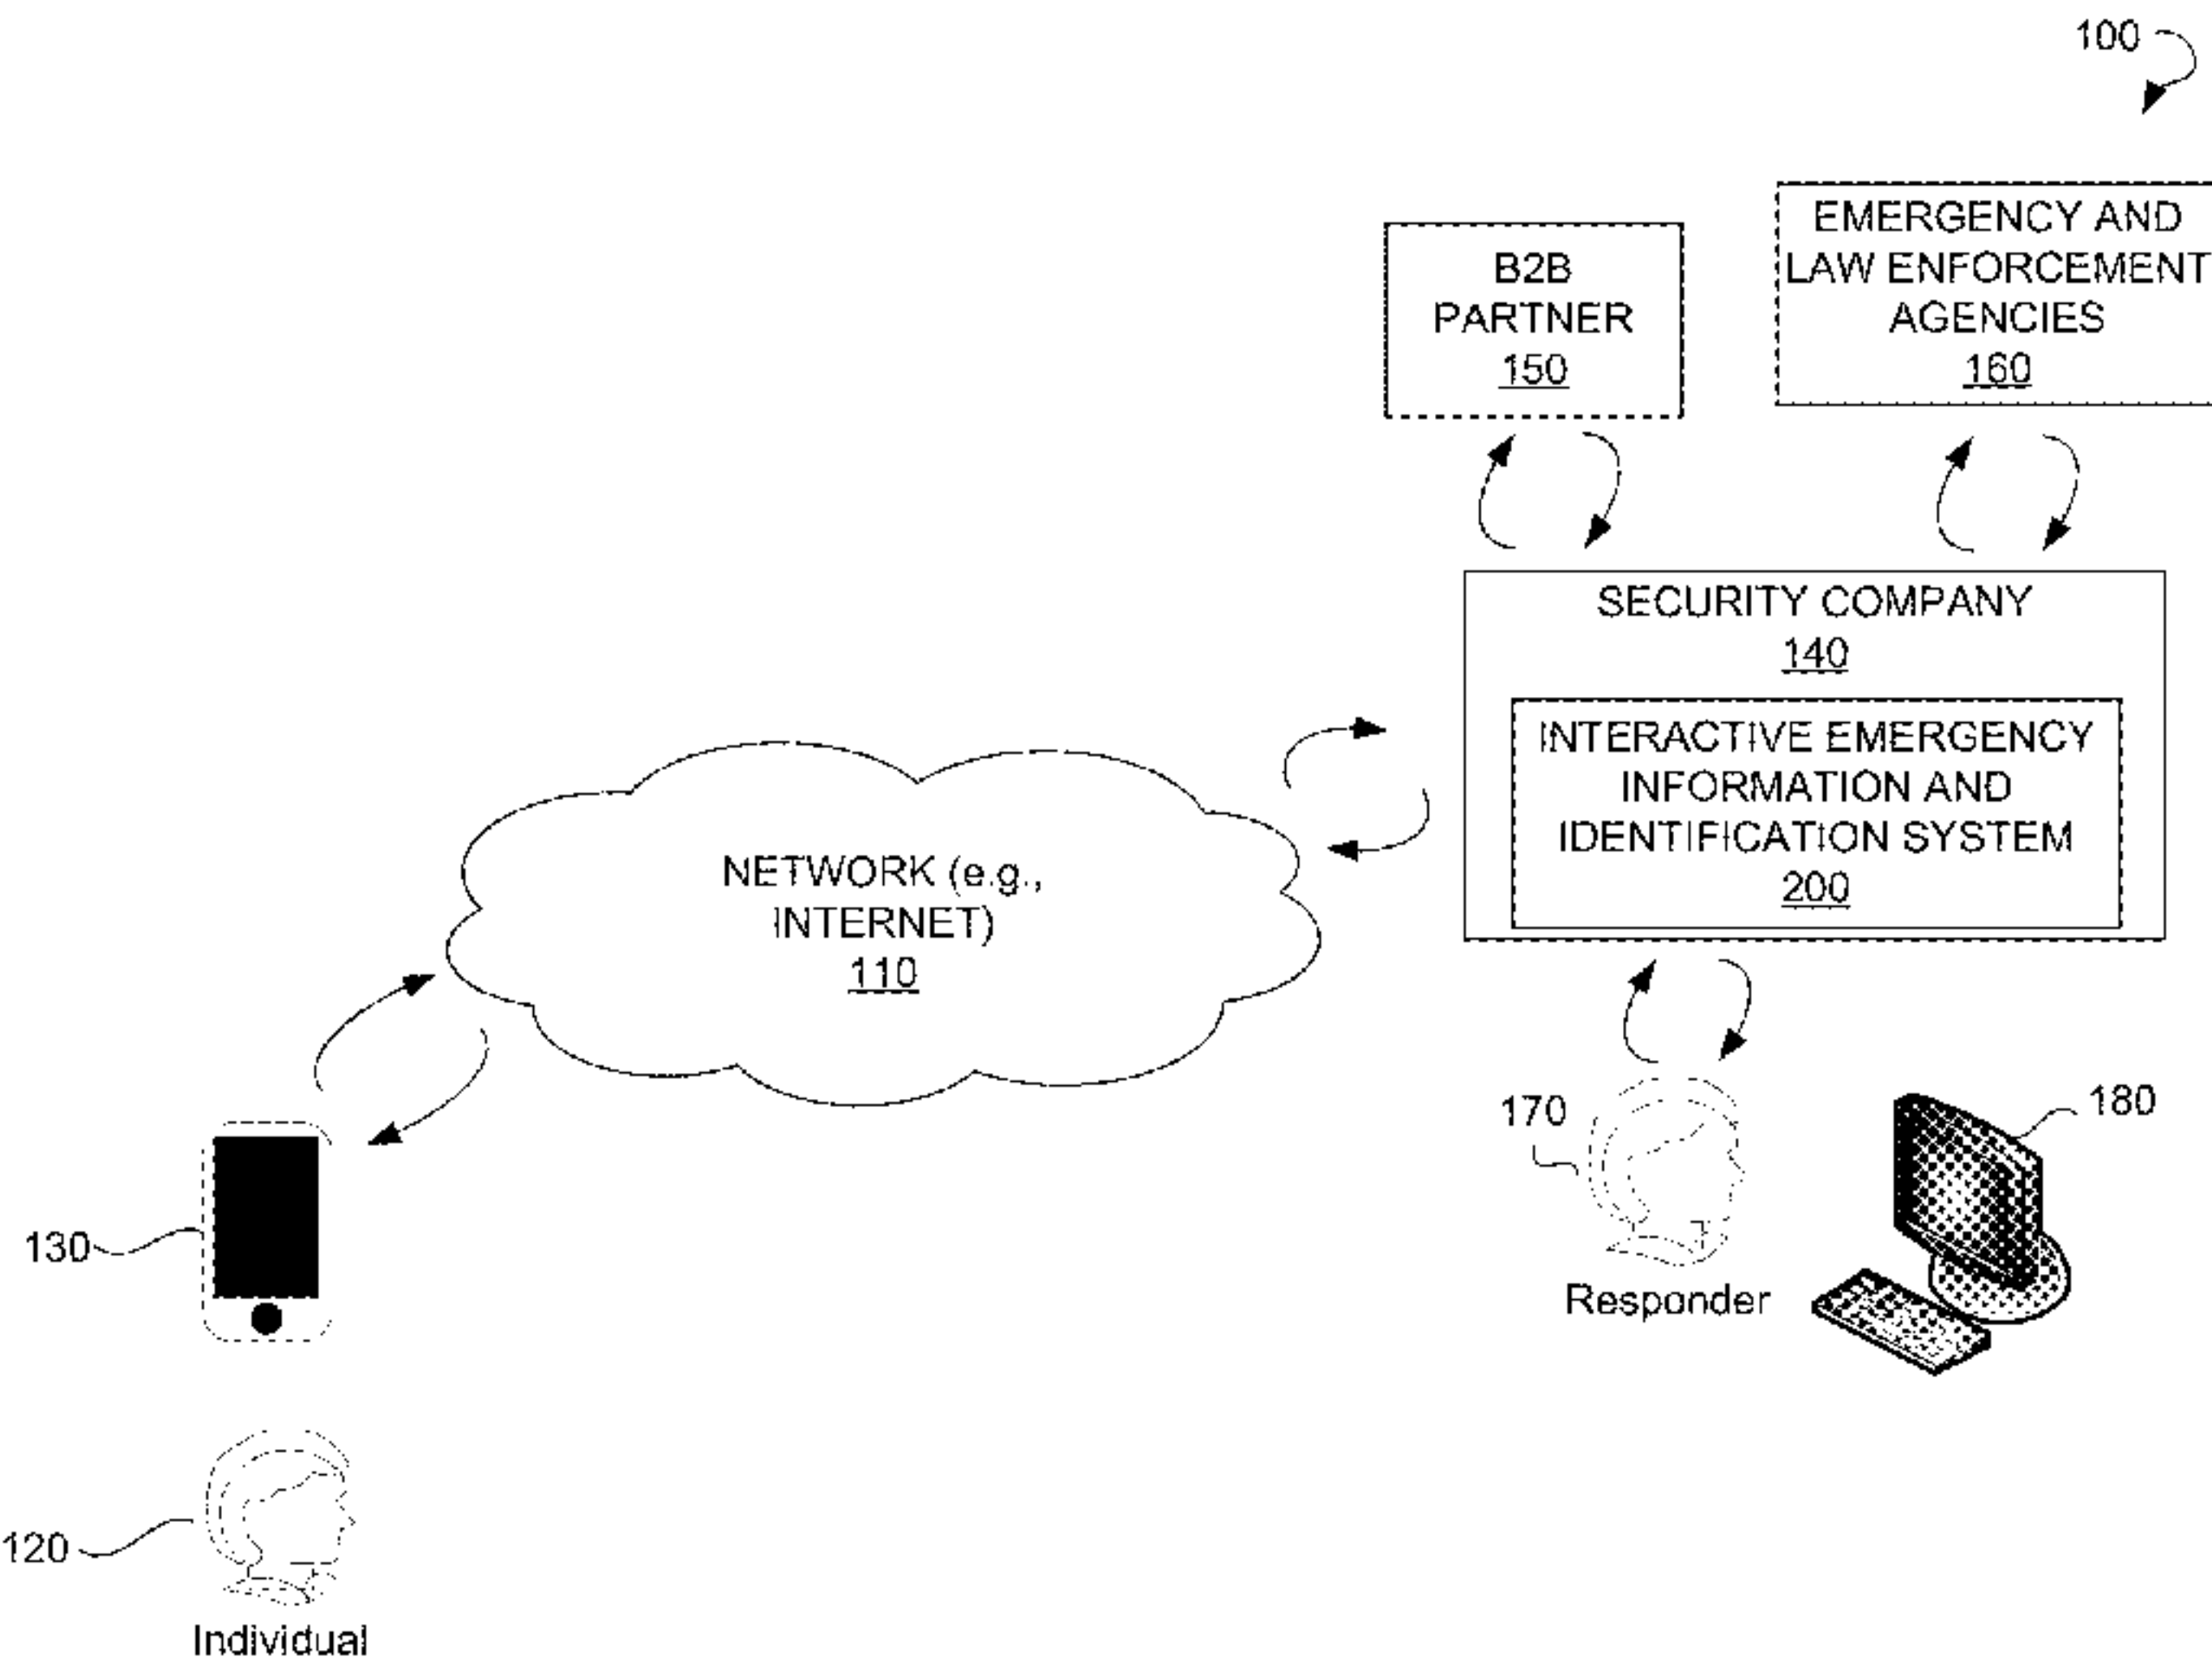 100
EMERGENCY AND
LAW ENFORCEMENT
AGENCIES
160
B2B
PARTNER
150
SECURITY COMPANY
140
INTERACTIVE EMERGENCY
INFORMATION AND
IDENTIFICATION SYSTEM
200
NETWORK (e.g.,
INTERNET)
110
170
180
Responder
130
120
Individual